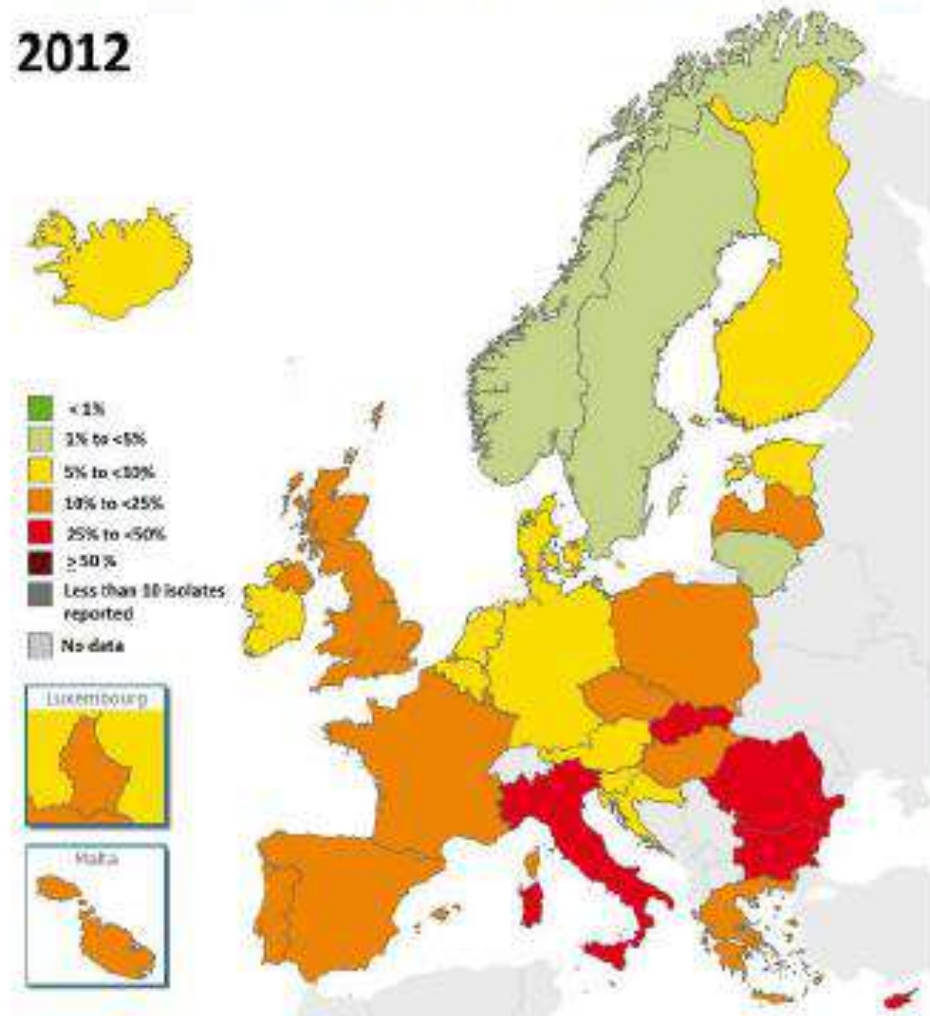 2012
< 1%
1% to <5%
5% to <10%
10% to <25%
25% to <50%
≥ 50 %
Less than 10 isolates
reported
No data
Luxembourg
Malta